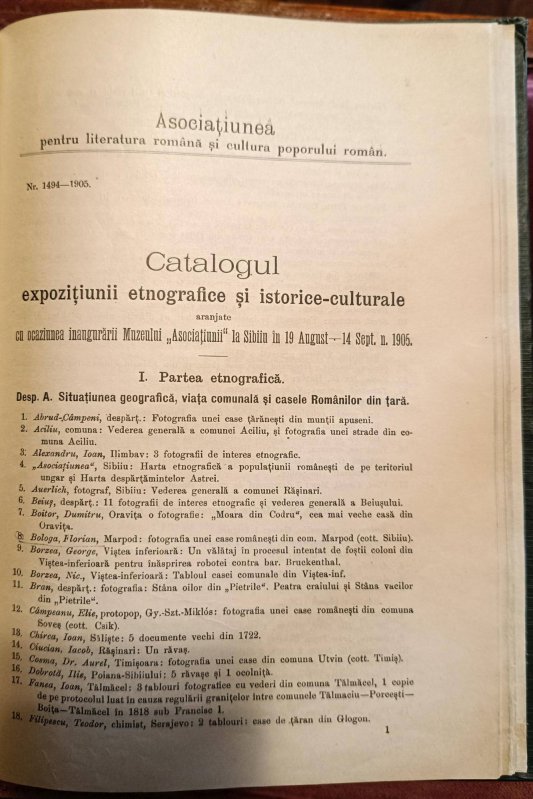 Asociațiunea
pentru literatura română și cultura poporului român.
Nr. 1494—1905.
Catalogul
expozițiunii etnografice și istorice-culturale
aranjate
cu ocaziunea inaugurării Muzeului „Asociațiunii“ la Sibiiu în 19 August—14 Sept. n. 1905.
I. Partea etnografică.
Desp. A. Situațiunea geografică, viața comunală și casele Românilor din țară.
1. Abrud-Câmpeni, despărț.: Fotografia unei case țărănești din munții apuseni.
2. Aciliu, comuna: Vederea generală a comunei Aciliu, și fotografia unei strade din co-
muna Aciliu.
3. Alexandru, Ioan, Ilimbav: 3 fotografii de interes etnografic.
4. „Asociațiunea“, Sibiiu: Harta etnografică a populațiunii românești de pe teritoriul
ungar și Harta despărțămintelor Astrei.
5. Auerlich, fotograf, Sibiiu: Vederea generală a comunei Rășinari.
6. Beiuș, despărț.: 11 fotografii de interes etnografic și vederea generală a Beiușului.
7. Boitor, Dumitru, Oravița o fotografie: „Moara din Codru“, cea mai veche casă din
Oravița.
8. Bologa, Florian, Marpod: fotografia unei case românești din com. Marpod (cott. Sibiiu).
9. Borzea, George, Viștea inferioară: Un vălătaj în procesul intentat de foștii coloni din
Viștea-inferioară pentru înăsprirea robotei contra bar. Bruckenthal.
10. Borzea, Nic., Viștea-inferioară: Tabloul casei comunale din Viștea-inf.
11. Bran, despărț.: fotografia: Stâna oilor din „Pietrile“. Peatra craiului și Stâna vacilor
din „Pietrile“.
12. Câmpeanu, Elie, protopop, Gy.-Szt.-Miklós: fotografia unei case românești din comuna
Soveș (cott. Csik).
13. Chirca, Ioan, Săliște: 5 documente vechi din 1722.
14. Ciucian, Iacob, Rășinari: Un răvaș.
15. Cosma, Dr. Aurel, Timișoara: fotografia unei case din comuna Utvin (cott. Timiș).
16. Dobrotă, Ilie, Poiana-Sibiiului: 5 răvașe și 1 ocolniță.
17. Fanea, Ioan, Tălmăcel: 3 tablouri fotografice cu vederi din comuna Tălmăcel, 1 copie
de pe protocolul luat în cauza regulării granițelor între comunele Tălmaciu—Porcești—
Boița—Tălmăcel în 1818 sub Francisc I.
18. Filipescu, Teodor, chimist, Serajevo: 2 tablouri: case de țăran din Glogon.
1